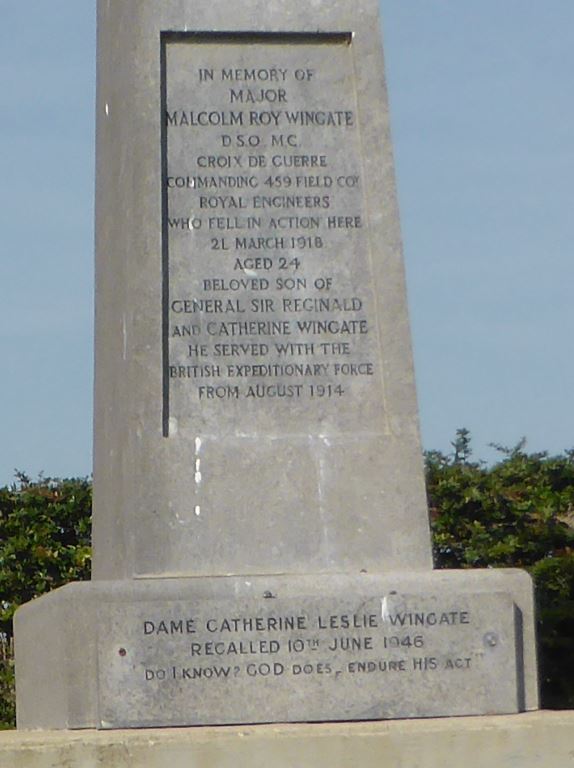 IN MEMORY OF
MAJOR
MALCOLM ROY WINGATE
D.S.O. M.C.
CROIX DE GUERRE
COMMANDING 459 FIELD COY
ROYAL ENGINEERS
WHO FELL IN ACTION HERE
21 MARCH 1918
AGED 24
BELOVED SON OF
GENERAL SIR REGINALD
AND CATHERINE WINGATE
HE SERVED WITH THE
BRITISH EXPEDITIONARY FORCE
FROM AUGUST 1914
DAME CATHERINE LESLIE WINGATE
RECALLED 10TH JUNE 1946
"DO I KNOW? GOD DOES, ENDURE HIS ACT"